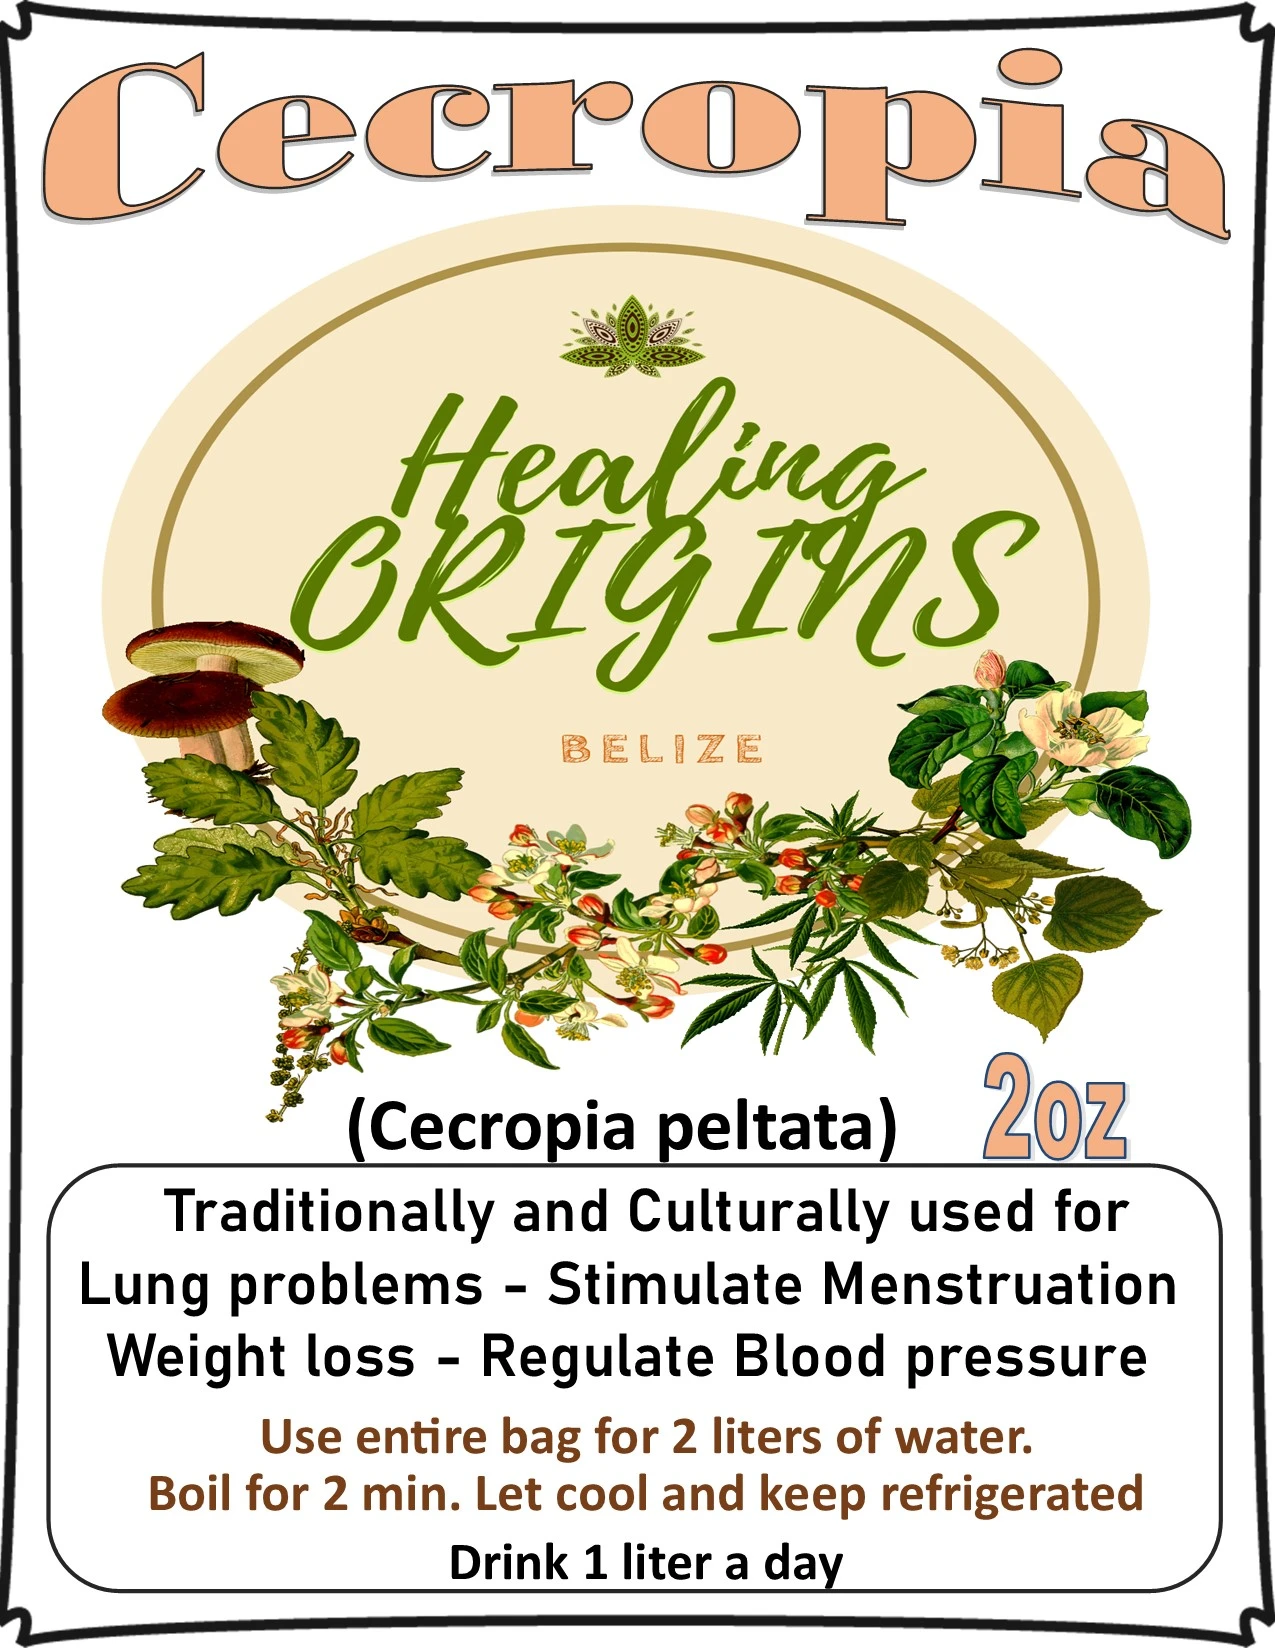 Cecropia
Healing
ORIGINS
BELIZE
(Cecropia peltata)
2oz
Traditionally and Culturally used for
Lung problems - Stimulate Menstruation
Weight loss - Regulate Blood pressure
Use entire bag for 2 liters of water.
Boil for 2 min. Let cool and keep refrigerated
Drink 1 liter a day